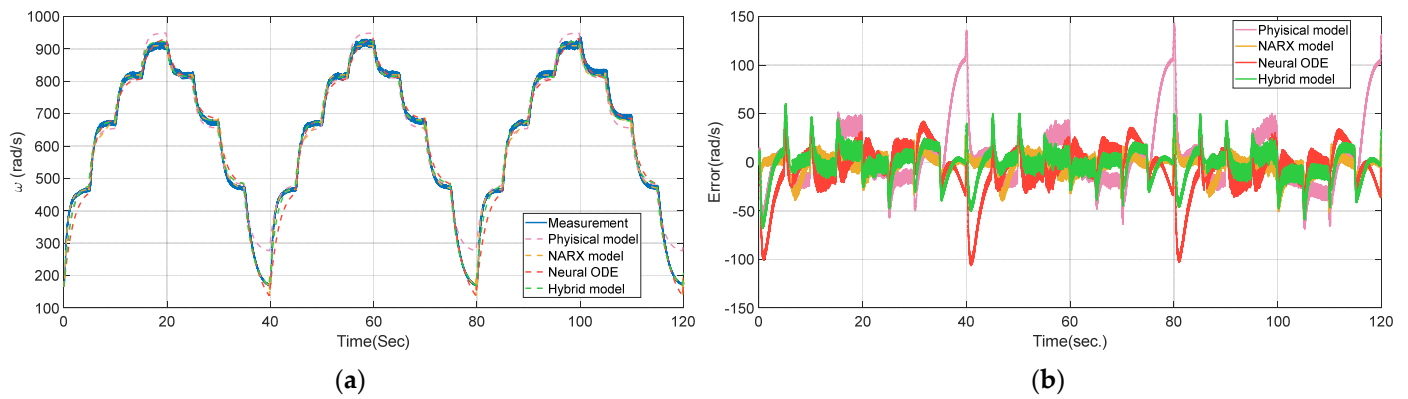 1000
900
800
700
600
500
400
300
200
100
ω (rad/s)
0
20
40
60
80
100
120
Time(Sec)
Measurement
Phyisical model
NARX model
Neural ODE
Hybrid model
(a)
150
100
50
0
-50
-100
-150
Error(rad/s)
0
20
40
60
80
100
120
Time(sec.)
Phyisical model
NARX model
Neural ODE
Hybrid model
(b)